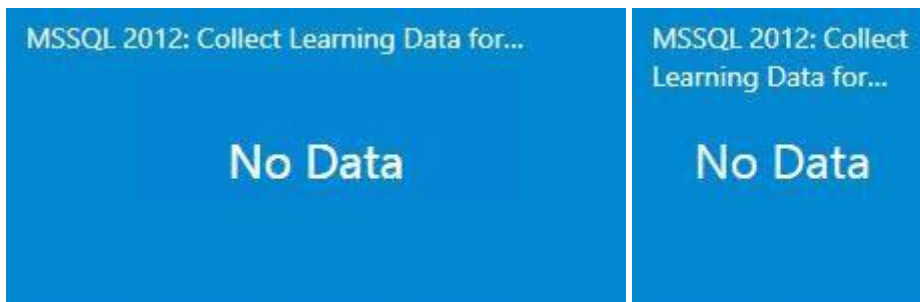 MSSQL 2012: Collect Learning Data for...
No Data
MSSQL 2012: Collect
Learning Data for...
No Data